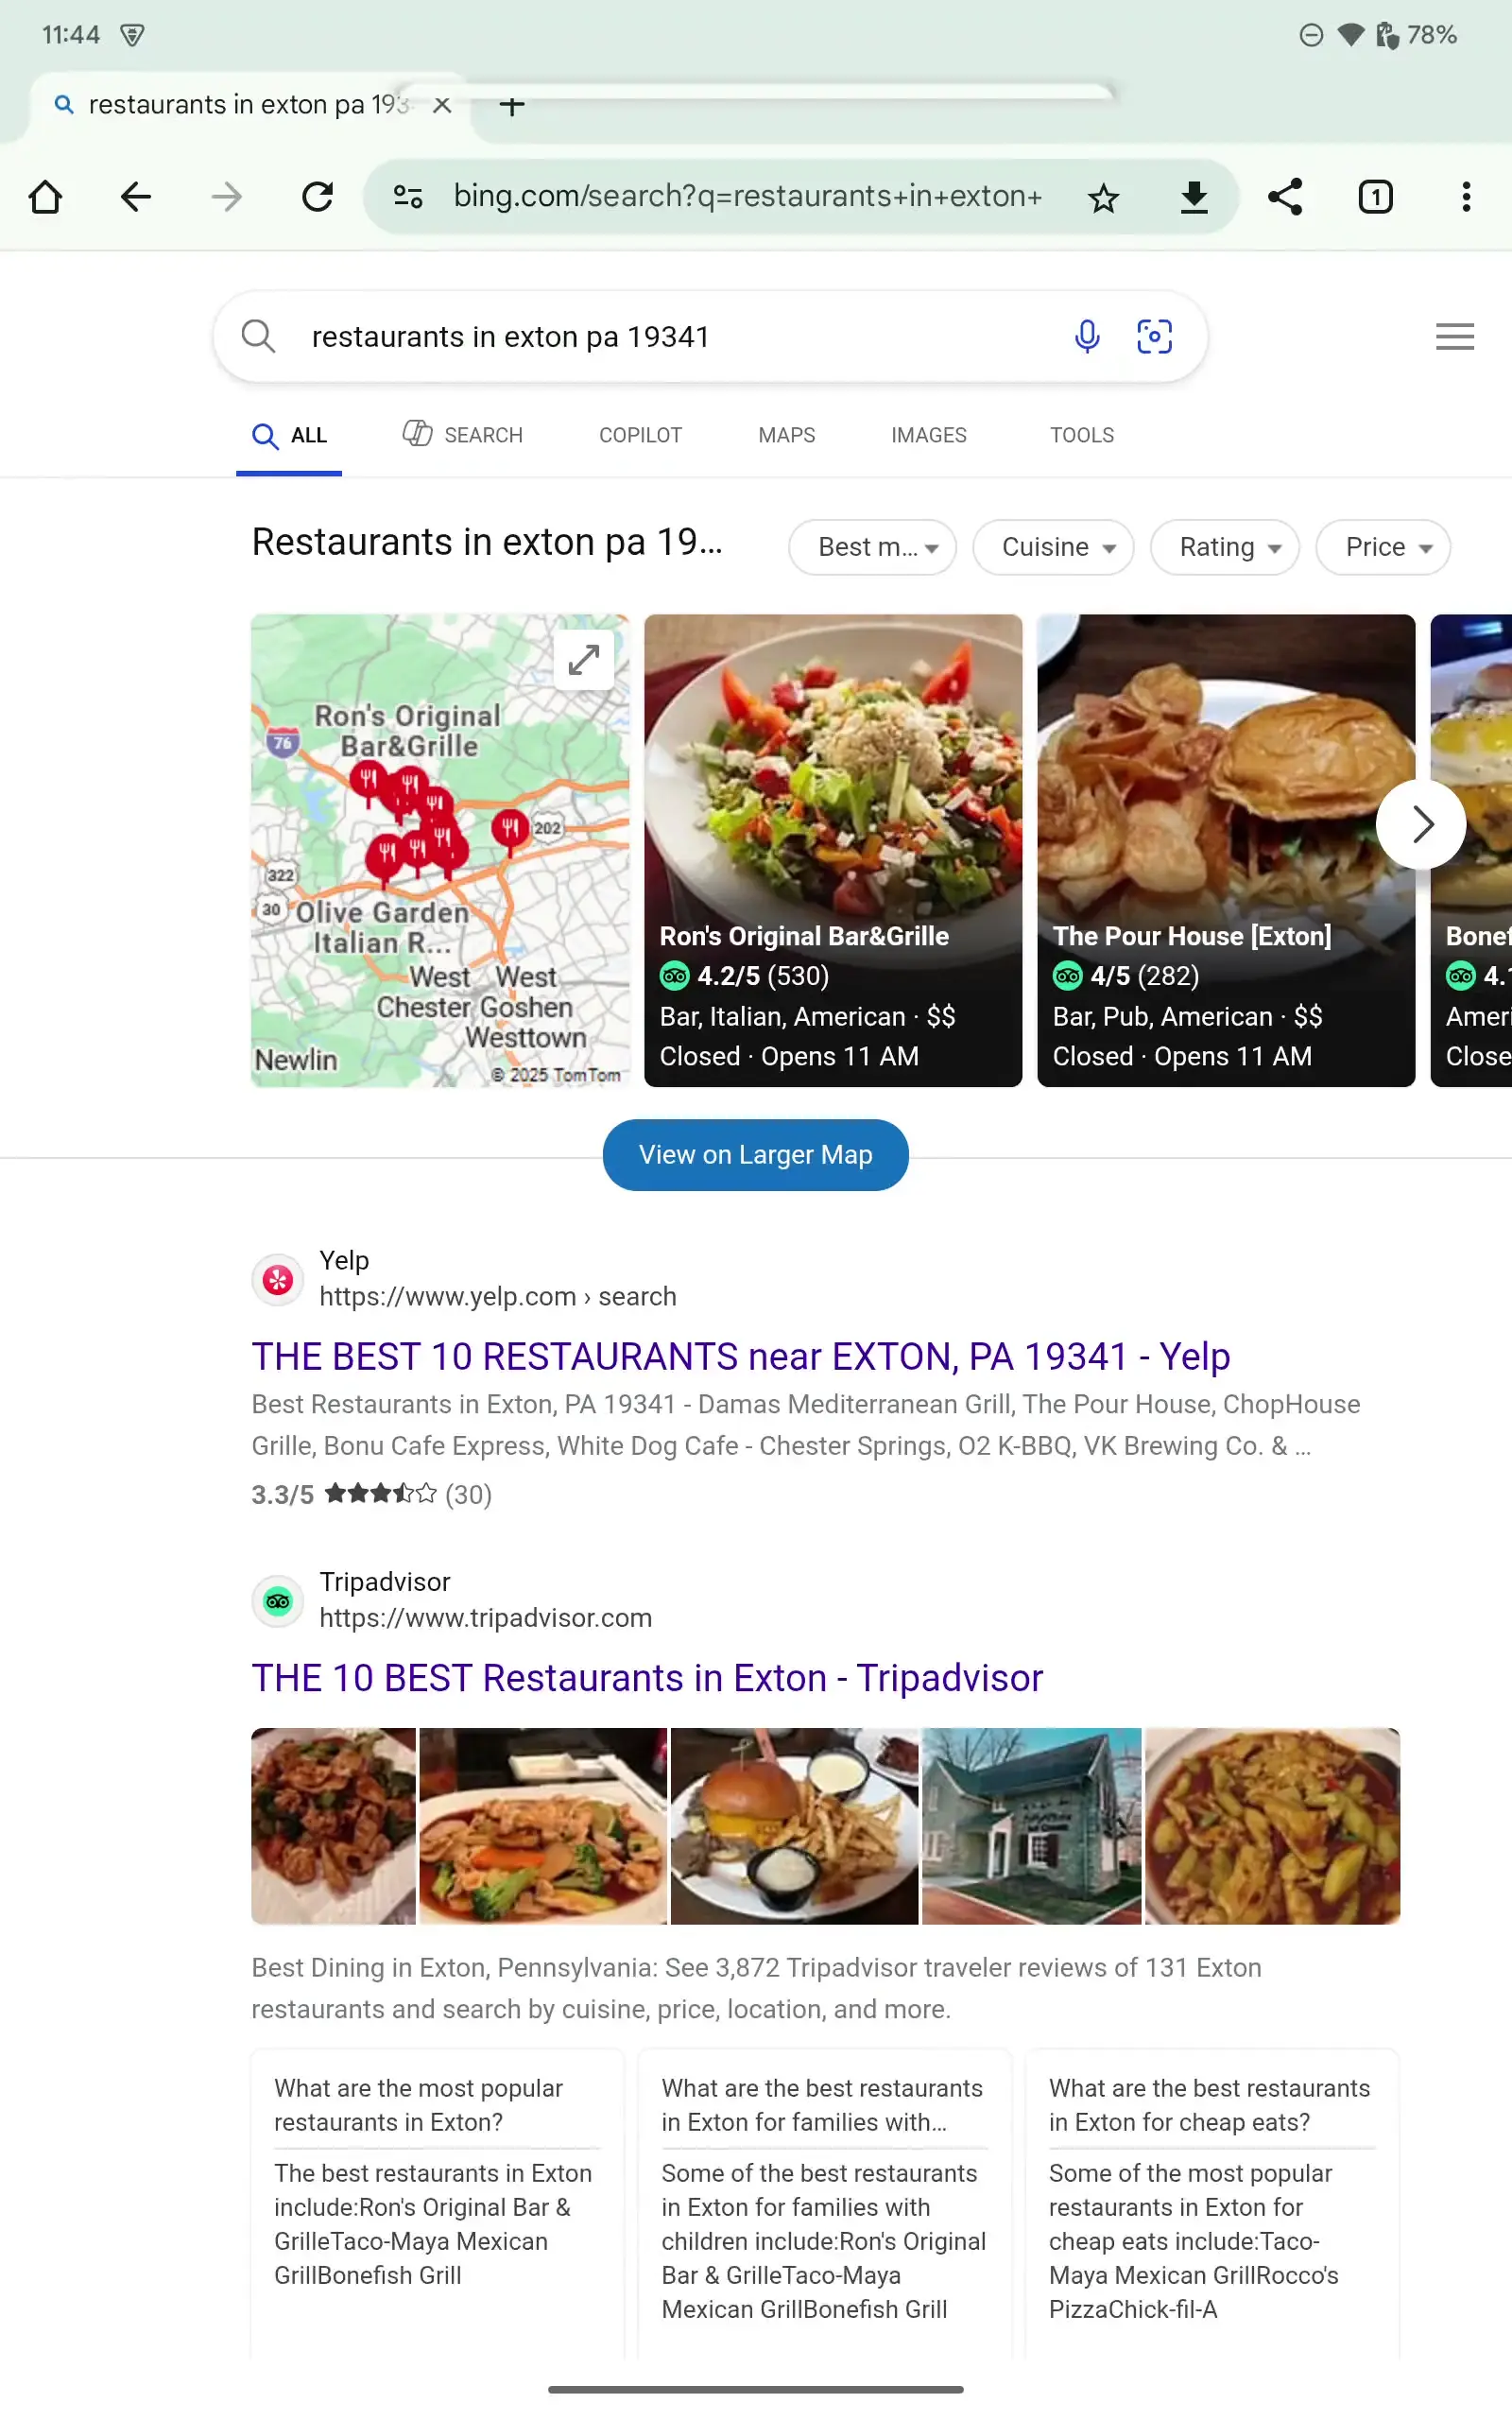 11:44
78%
restaurants in exton pa 193
bing.com/search?q=restaurants+in+exton+
1
restaurants in exton pa 19341
ALL
SEARCH
COPILOT
MAPS
IMAGES
TOOLS
Restaurants in exton pa 19...
Best m...
Cuisine
Rating
Price
Ron's Original
Bar&Grille
76
202
322
30
Olive Garden
Italian R...
West
Chester
West
Goshen
Westtown
Newlin
© 2025 TomTom
Ron's Original Bar&Grille
4.2/5 (530)
Bar, Italian, American · $$
Closed · Opens 11 AM
The Pour House [Exton]
4/5 (282)
Bar, Pub, American · $$
Closed · Opens 11 AM
Bonef
4.
Ameri
Close
View on Larger Map
Yelp
https://www.yelp.com › search
THE BEST 10 RESTAURANTS near EXTON, PA 19341 - Yelp
Best Restaurants in Exton, PA 19341 - Damas Mediterranean Grill, The Pour House, ChopHouse
Grille, Bonu Cafe Express, White Dog Cafe - Chester Springs, O2 K-BBQ, VK Brewing Co. & ...
3.3/5 (30)
Tripadvisor
https://www.tripadvisor.com
THE 10 BEST Restaurants in Exton - Tripadvisor
Best Dining in Exton, Pennsylvania: See 3,872 Tripadvisor traveler reviews of 131 Exton
restaurants and search by cuisine, price, location, and more.
What are the most popular
restaurants in Exton?
The best restaurants in Exton
include:Ron's Original Bar &
GrilleTaco-Maya Mexican
GrillBonefish Grill
What are the best restaurants
in Exton for families with...
Some of the best restaurants
in Exton for families with
children include:Ron's Original
Bar & GrilleTaco-Maya
Mexican GrillBonefish Grill
What are the best restaurants
in Exton for cheap eats?
Some of the most popular
restaurants in Exton for
cheap eats include:Taco-
Maya Mexican GrillRocco's
PizzaChick-fil-A